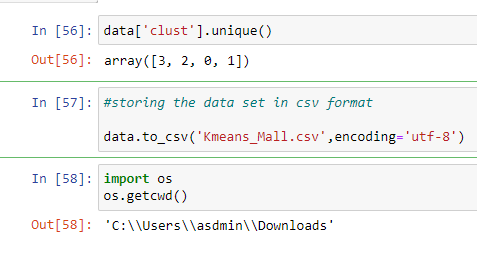 In [56]: data['clust'].unique()
Out[56]: array([3, 2, 0, 1])
In [57]: #storing the data set in csv format
data.to_csv('Kmeans_Mall.csv',encoding='utf-8')
In [58]: import os
os.getcwd()
Out[58]: 'C:\\Users\\asdmin\\Downloads'